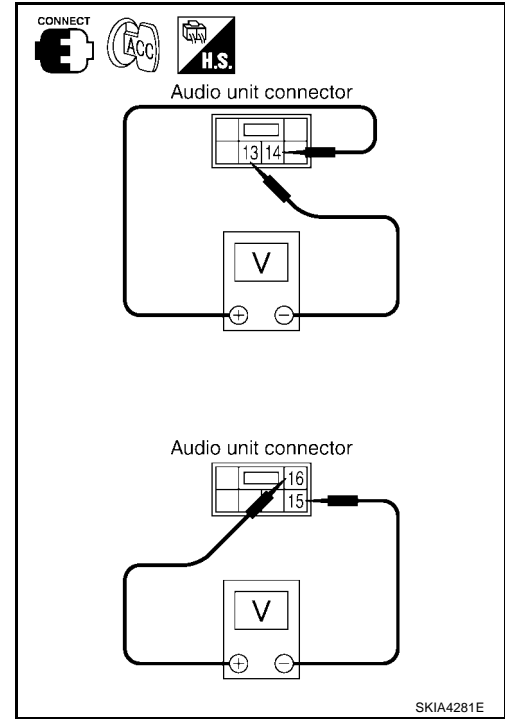 CONNECT
ACC
H.S.
Audio unit connector
13 14
V
+ −
Audio unit connector
16
15
V
+ −
SKIA4281E